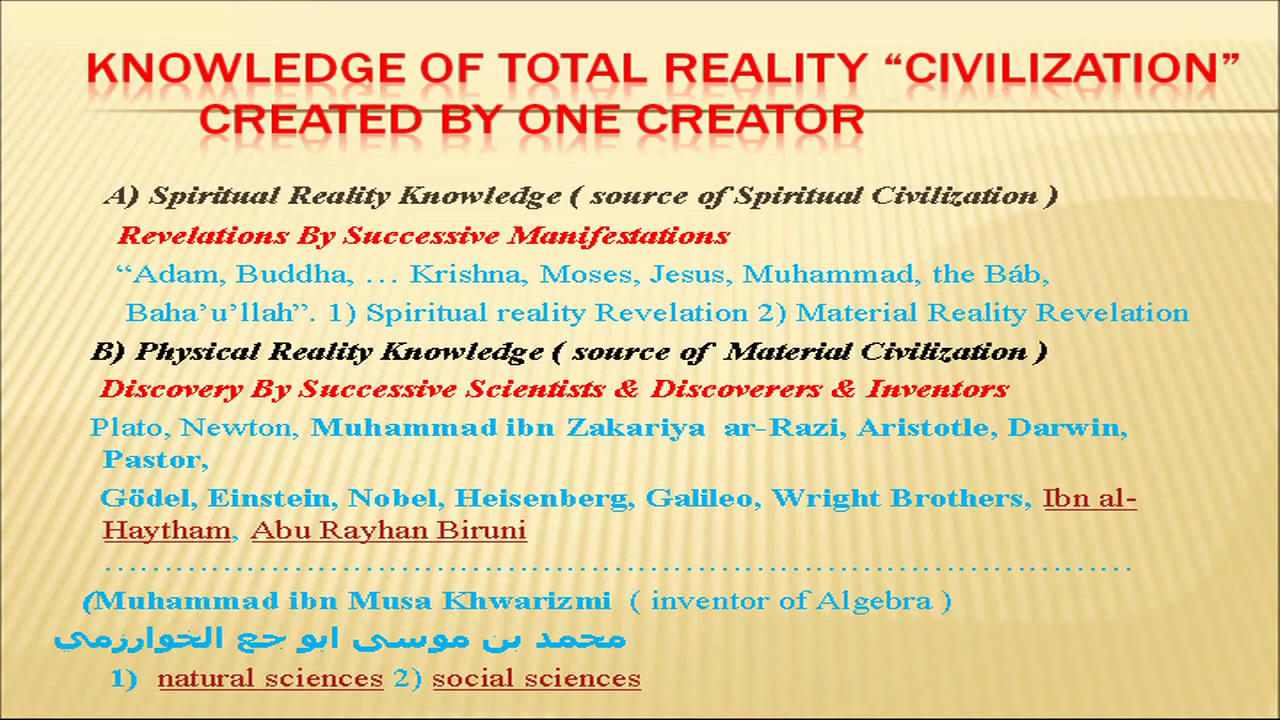 KNOWLEDGE OF TOTAL REALITY “CIVILIZATION”
CREATED BY ONE CREATOR
A) Spiritual Reality Knowledge ( source of Spiritual Civilization )
Revelations By Successive Manifestations
“Adam, Buddha, … Krishna, Moses, Jesus, Muhammad, the Báb,
Baha’u’llah”. 1) Spiritual reality Revelation 2) Material Reality Revelation
B) Physical Reality Knowledge ( source of Material Civilization )
Discovery By Successive Scientists & Discoverers & Inventors
Plato, Newton, Muhammad ibn Zakariya ar-Razi, Aristotle, Darwin,
Pastor,
Gödel, Einstein, Nobel, Heisenberg, Galileo, Wright Brothers, Ibn al-
Haytham, Abu Rayhan Biruni
……………………………………………………………………………
(Muhammad ibn Musa Khwarizmi ( inventor of Algebra )
محمد بن موسى ابو جع الخوارزمي
1) natural sciences 2) social sciences